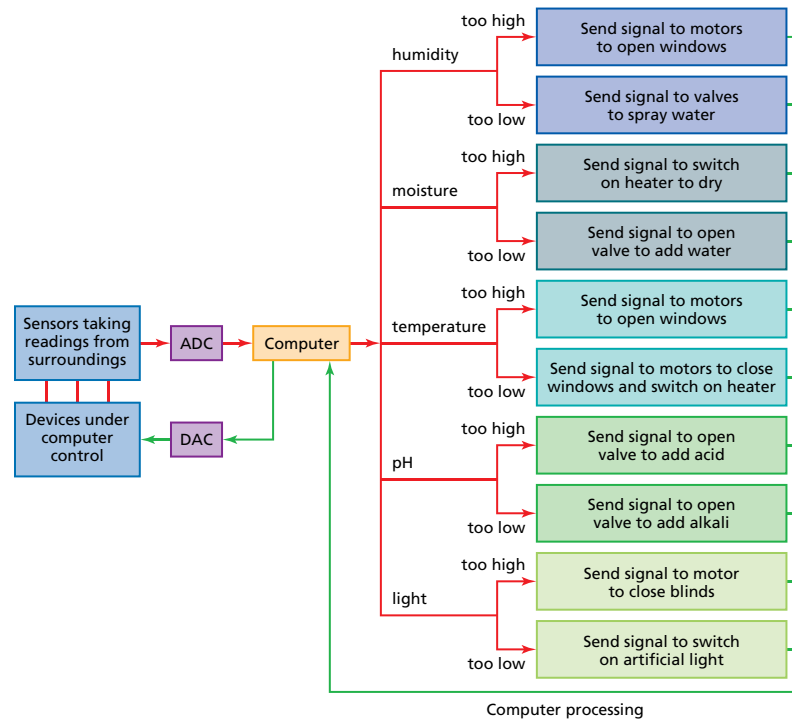 too high
Send signal to motors
to open windows
humidity
Send signal to valves
to spray water
too low
too high
Send signal to switch
on heater to dry
moisture
Send signal to open
valve to add water
too low
too high
Send signal to motors
to open windows
Sensors taking
readings from
surroundings
ADC
Computer
temperature
Send signal to motors to close
windows and switch on heater
too low
Devices under
computer
control
DAC
too high
Send signal to open
valve to add acid
pH
Send signal to open
valve to add alkali
too low
too high
Send signal to motor
to close blinds
light
Send signal to switch
on artificial light
too low
Computer processing